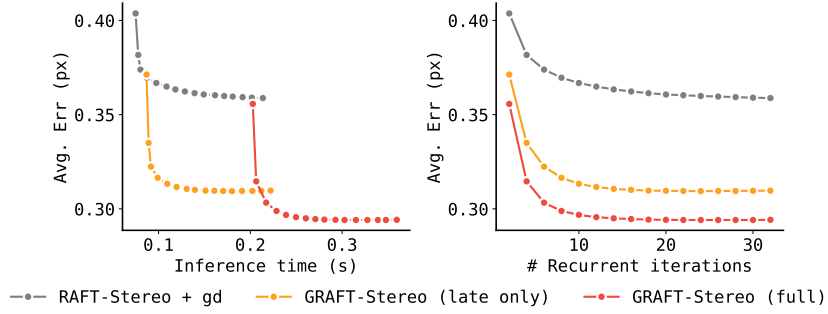 0.40
0.35
0.30
Avg. Err (px)
0.1
0.2
0.3
Inference time (s)
0.40
0.35
0.30
Avg. Err (px)
10
20
30
# Recurrent iterations
RAFT-Stereo + gd
GRAFT-Stereo (late only)
GRAFT-Stereo (full)